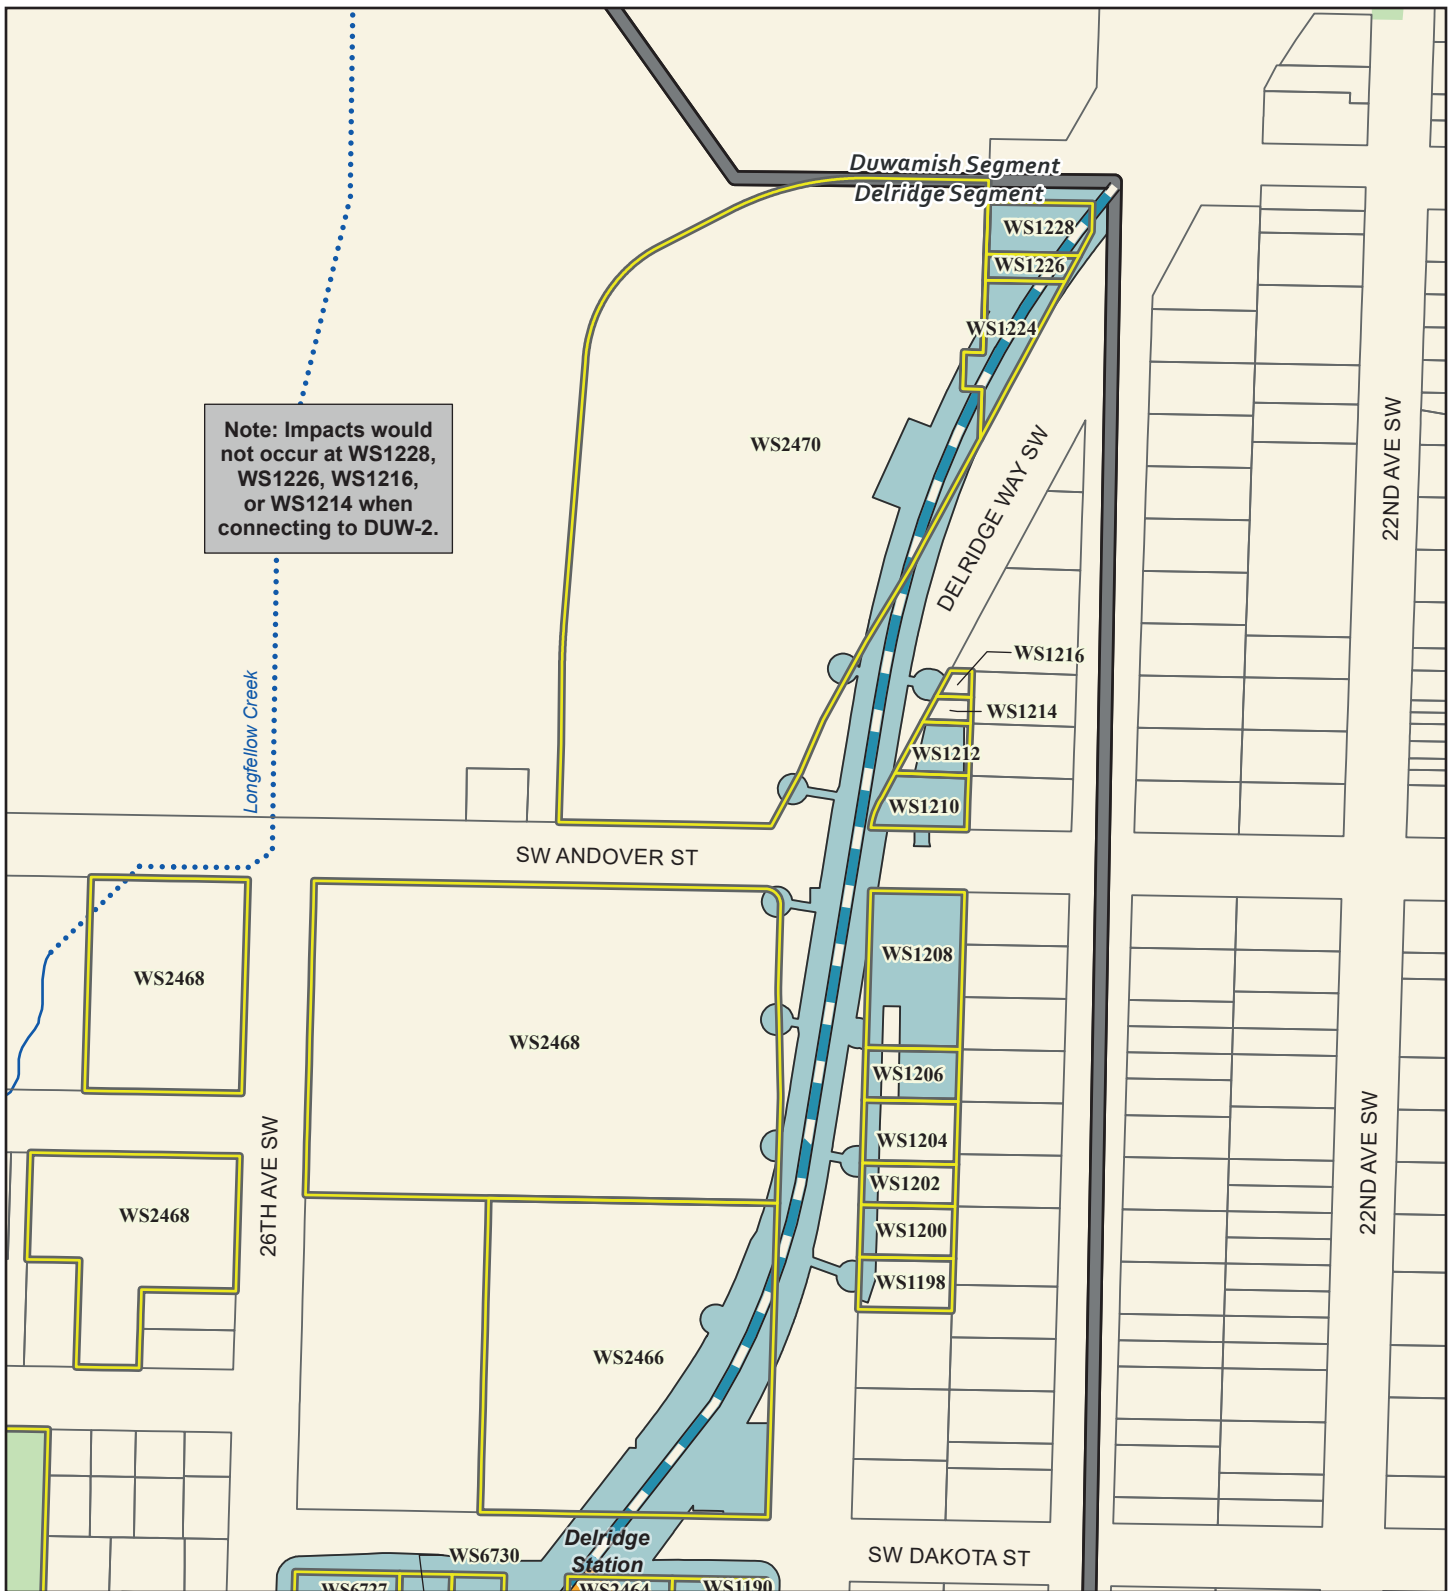 Duwamish Segment
Delridge Segment
WS1228
WS1226
WS1224
Note: Impacts would
not occur at WS1228,
WS1226, WS1216,
or WS1214 when
connecting to DUW-2.
WS2470
DELRIDGE WAY SW
22ND AVE SW
WS1216
WS1214
WS1212
WS1210
Longfellow Creek
SW ANDOVER ST
WS2468
WS2468
WS1208
WS1206
WS1204
WS1202
WS1200
WS1198
WS2468
26TH AVE SW
22ND AVE SW
WS2466
Delridge
Station
SW DAKOTA ST
WS6730
WS6727
WS2464
WS1190